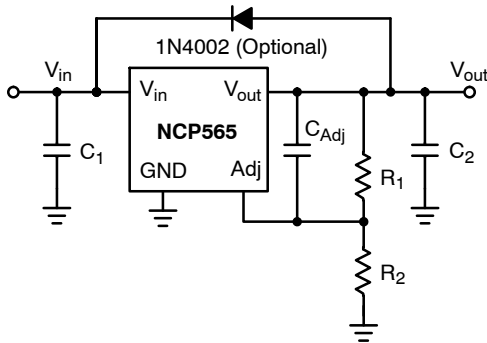 1N4002 (Optional)
V_in
V_out
V_in
V_out
NCP565
C_Adj
C_1
R_1
C_2
GND
Adj
R_2